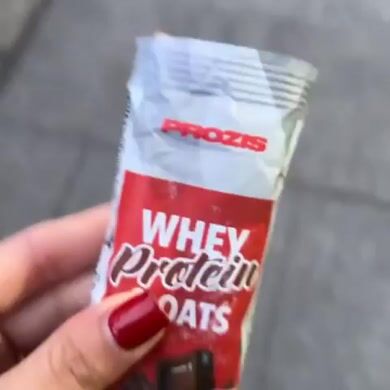 PROZIS
WHEY
Protein
OATS